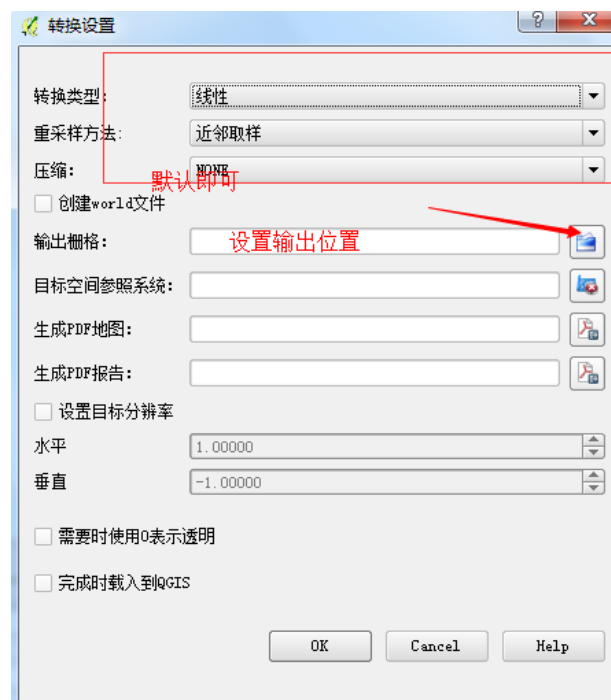 转换设置
转换类型: 线性
重采样方法: 近邻取样
压缩: NONE
默认即可
创建world文件
输出栅格: 设置输出位置
目标空间参照系统:
生成PDF地图:
生成PDF报告:
设置目标分辨率
水平 1.00000
垂直 -1.00000
需要时使用0表示透明
完成时载入到QGIS
OK Cancel Help